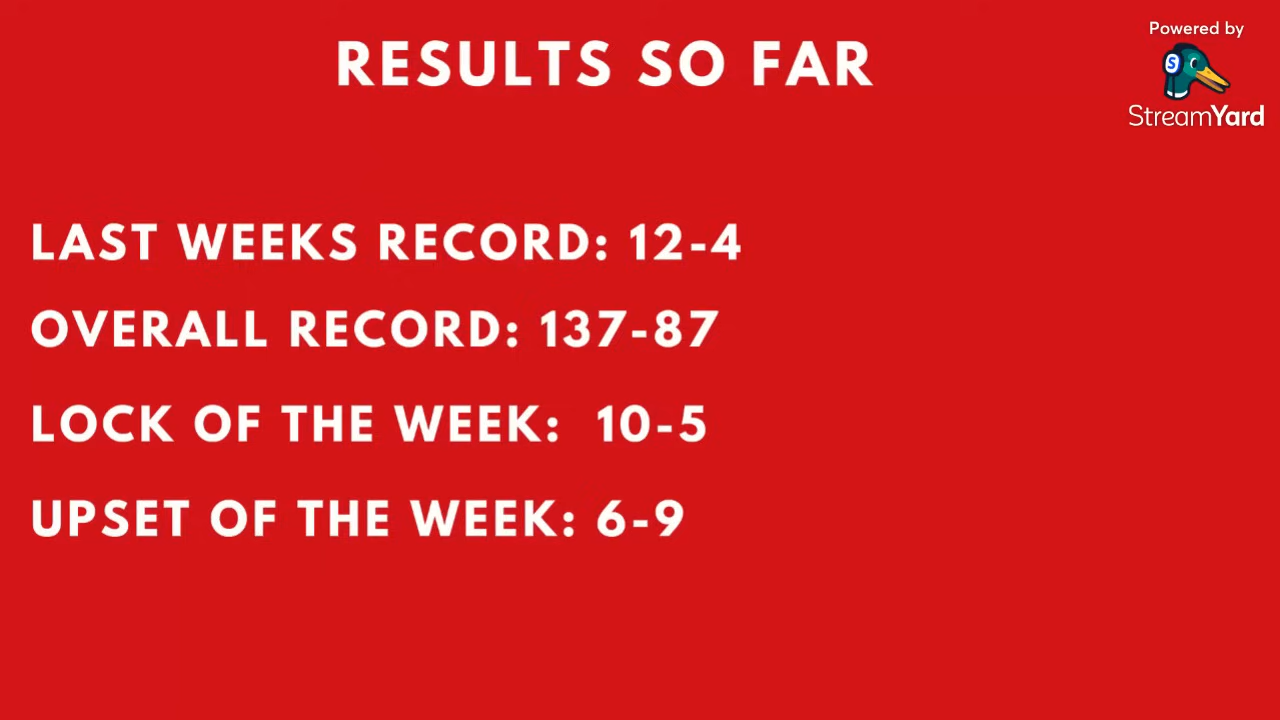 RESULTS SO FAR
Powered by
S
StreamYard
LAST WEEKS RECORD: 12-4
OVERALL RECORD: 137-87
LOCK OF THE WEEK: 10-5
UPSET OF THE WEEK: 6-9